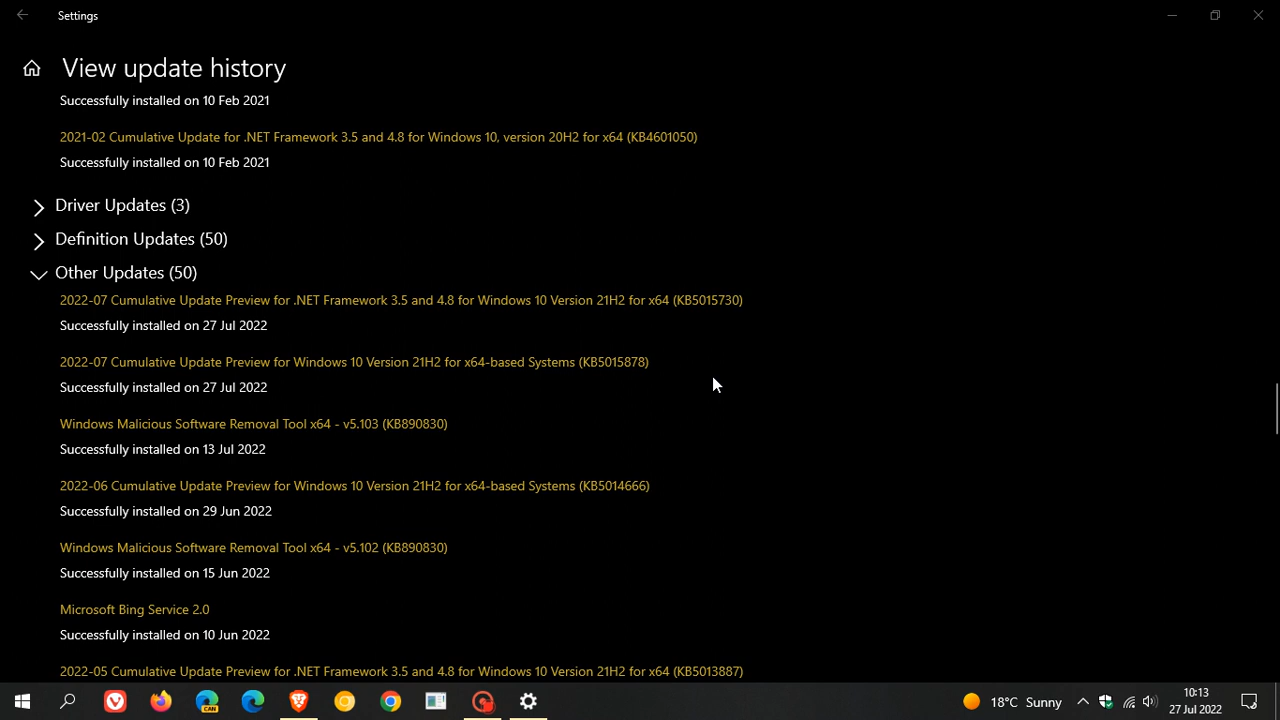 Settings
View update history
Successfully installed on 10 Feb 2021
2021-02 Cumulative Update for .NET Framework 3.5 and 4.8 for Windows 10, version 20H2 for x64 (KB4601050)
Successfully installed on 10 Feb 2021
Driver Updates (3)
Definition Updates (50)
Other Updates (50)
2022-07 Cumulative Update Preview for .NET Framework 3.5 and 4.8 for Windows 10 Version 21H2 for x64 (KB5015730)
Successfully installed on 27 Jul 2022
2022-07 Cumulative Update Preview for Windows 10 Version 21H2 for x64-based Systems (KB5015878)
Successfully installed on 27 Jul 2022
Windows Malicious Software Removal Tool x64 - v5.103 (KB890830)
Successfully installed on 13 Jul 2022
2022-06 Cumulative Update Preview for Windows 10 Version 21H2 for x64-based Systems (KB5014666)
Successfully installed on 29 Jun 2022
Windows Malicious Software Removal Tool x64 - v5.102 (KB890830)
Successfully installed on 15 Jun 2022
Microsoft Bing Service 2.0
Successfully installed on 10 Jun 2022
2022-05 Cumulative Update Preview for .NET Framework 3.5 and 4.8 for Windows 10 Version 21H2 for x64 (KB5013887)
CAN
18°C Sunny
10:13
27 Jul 2022